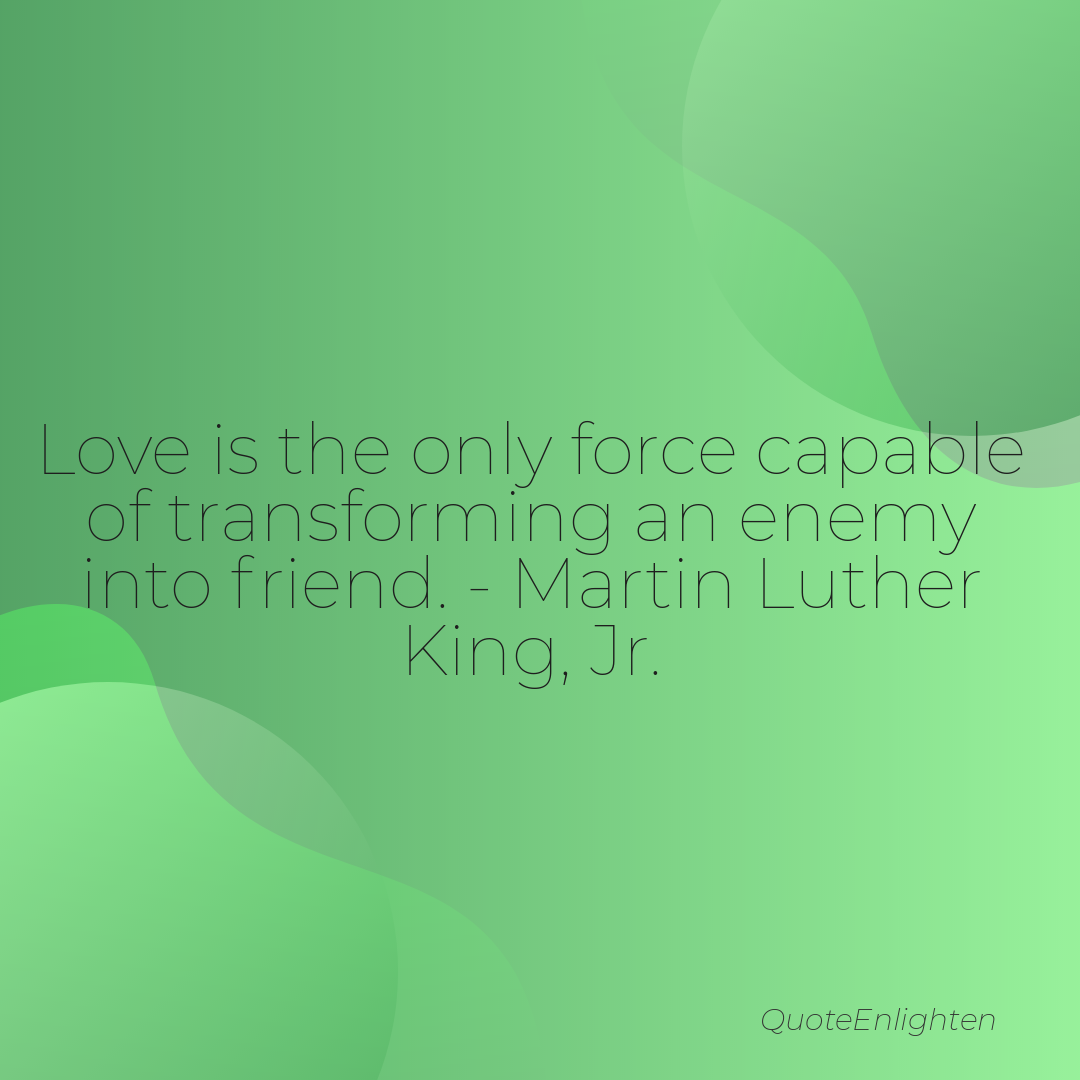 Love is the only force capable
of transforming an enemy
into friend. - Martin Luther
King, Jr.
QuoteEnlighten